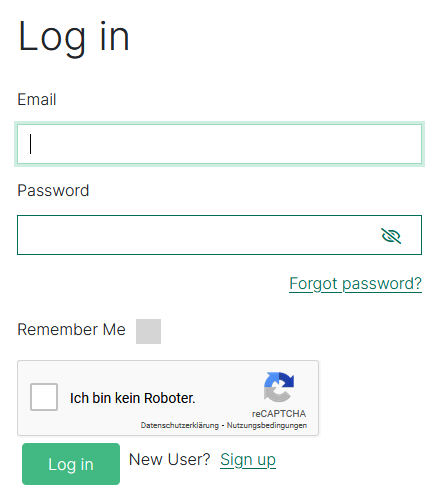 Log in
Email
Password
Forgot password?
Remember Me
Ich bin kein Roboter.
reCAPTCHA
Datenschutzerklärung - Nutzungsbedingungen
Log in New User? Sign up